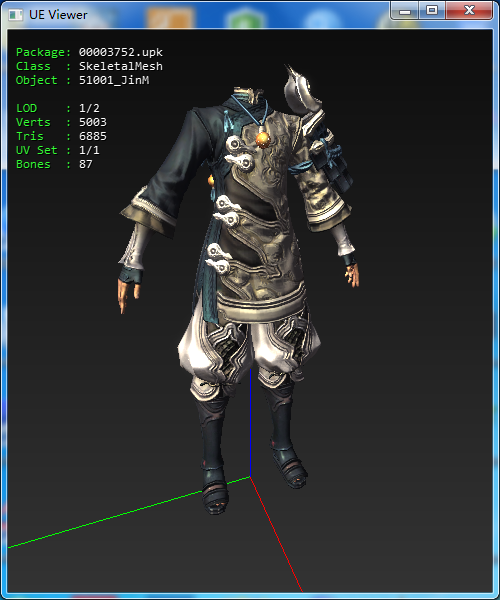 UE Viewer
Package: 00003752.upk
Class : SkeletalMesh
Object : 51001_JinM
LOD : 1/2
Verts : 5003
Tris : 6885
UV Set : 1/1
Bones : 87